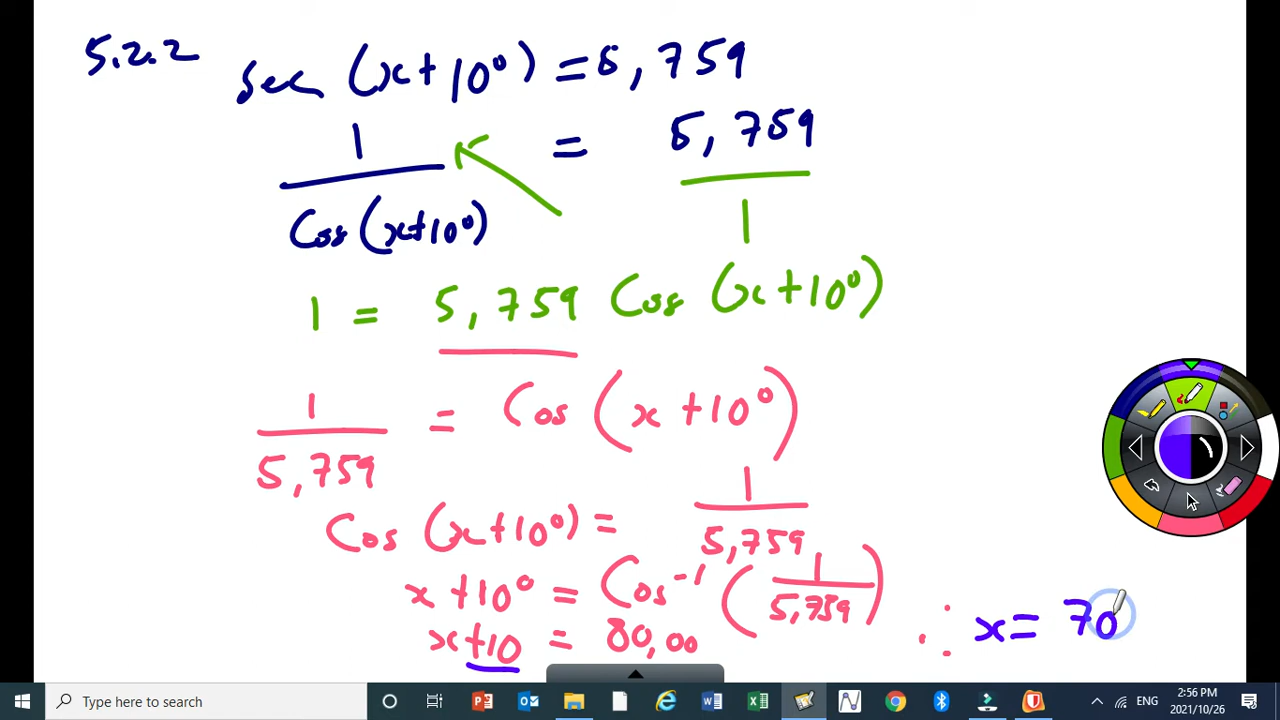 5.2.2 sec (x+10°) = 5,759
1 / cos (x+10°) = 5,759 / 1
1 = 5,759 cos (x+10°)
1 / 5,759 = cos (x+10°)
cos (x+10°) = 1 / 5,759
x+10° = cos⁻¹ (1 / 5,759)
x+10 = 80,00 ∴ x = 70
Type here to search
ENG
2:56 PM
2021/10/26